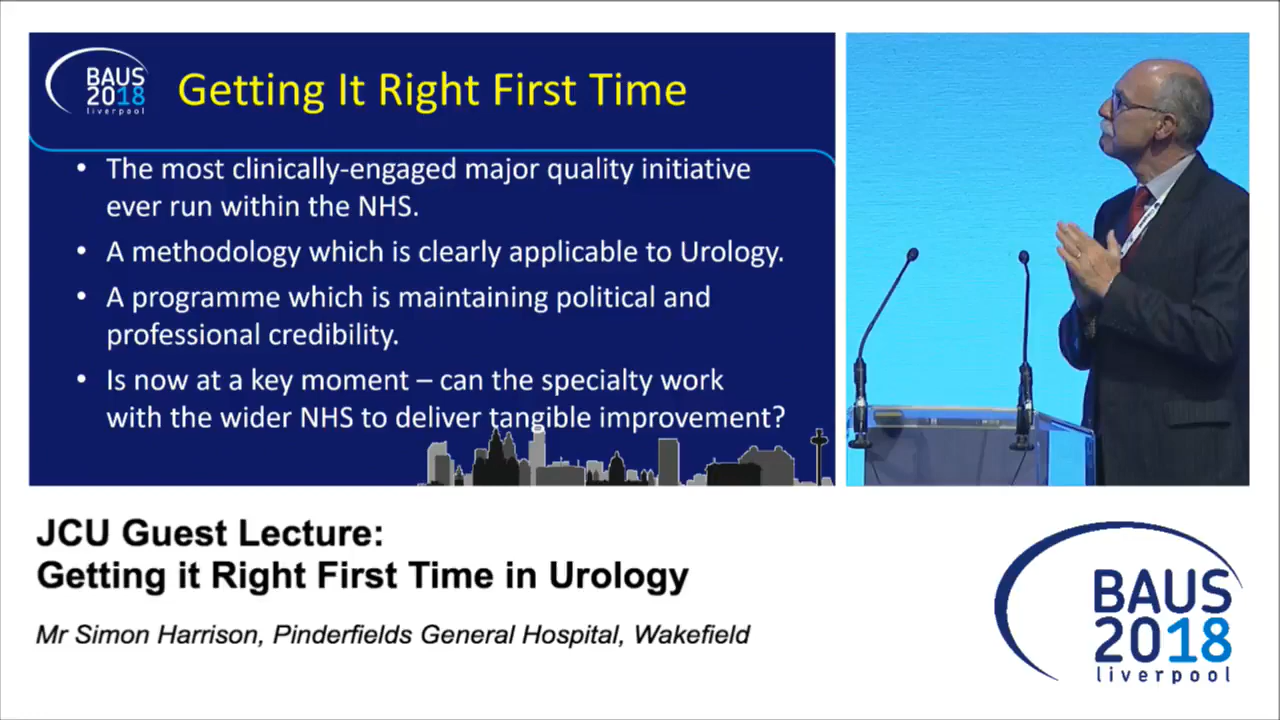 BAUS
2018
liverpool
Getting It Right First Time
• The most clinically-engaged major quality initiative
ever run within the NHS.
• A methodology which is clearly applicable to Urology.
• A programme which is maintaining political and
professional credibility.
• Is now at a key moment – can the specialty work
with the wider NHS to deliver tangible improvement?
JCU Guest Lecture:
Getting it Right First Time in Urology
Mr Simon Harrison, Pinderfields General Hospital, Wakefield
BAUS
2018
liverpool